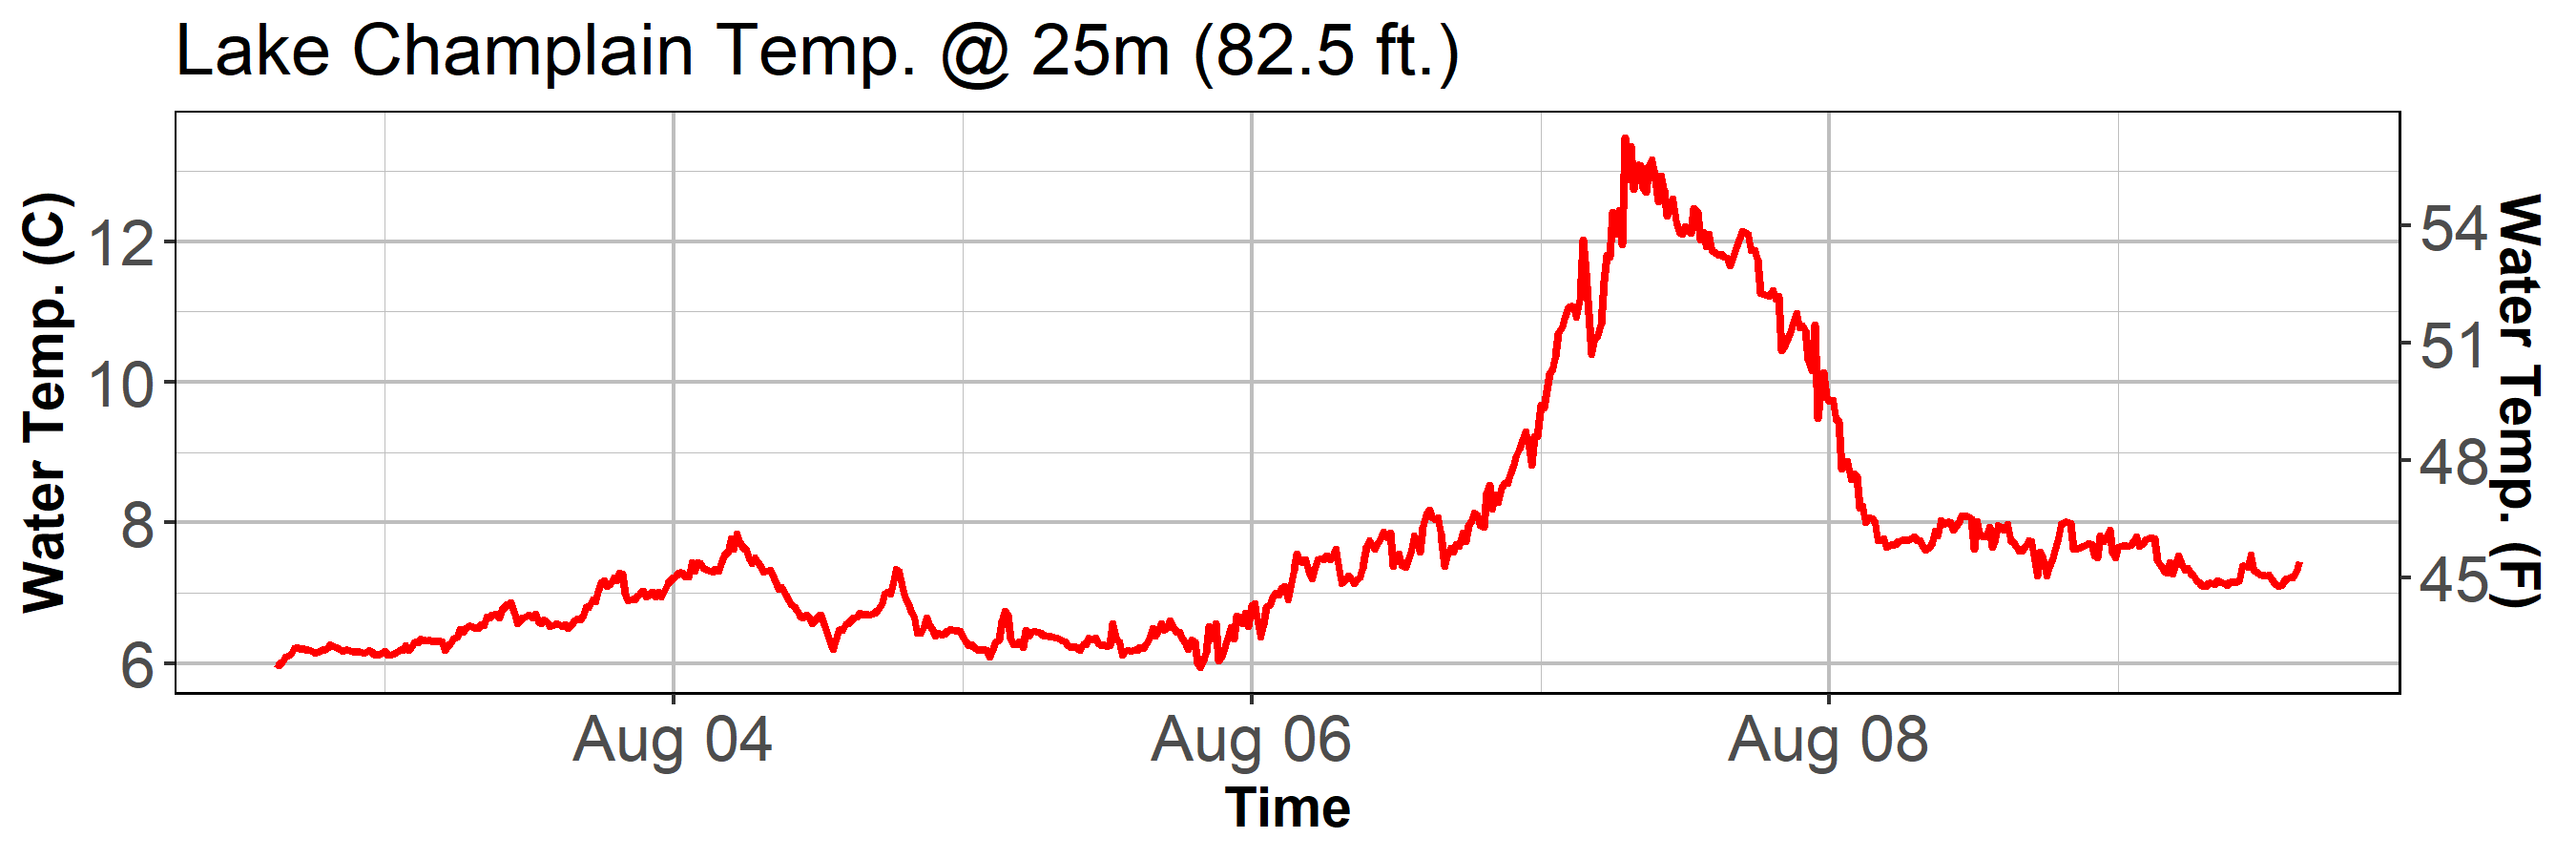 Lake Champlain Temp. @ 25m (82.5 ft.)
Water Temp. (C)
12
10
8
6
54
51
48
45
Water Temp. (F)
Aug 04 Aug 06 Aug 08
Time